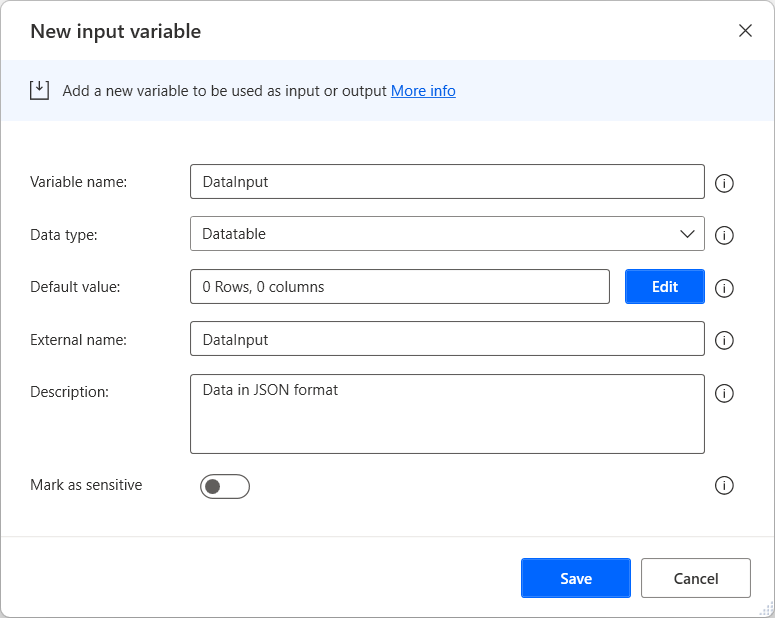 New input variable
Add a new variable to be used as input or output More info
Variable name: DataInput
Data type: Datatable
Default value: 0 Rows, 0 columns Edit
External name: DataInput
Description: Data in JSON format
Mark as sensitive
Save Cancel